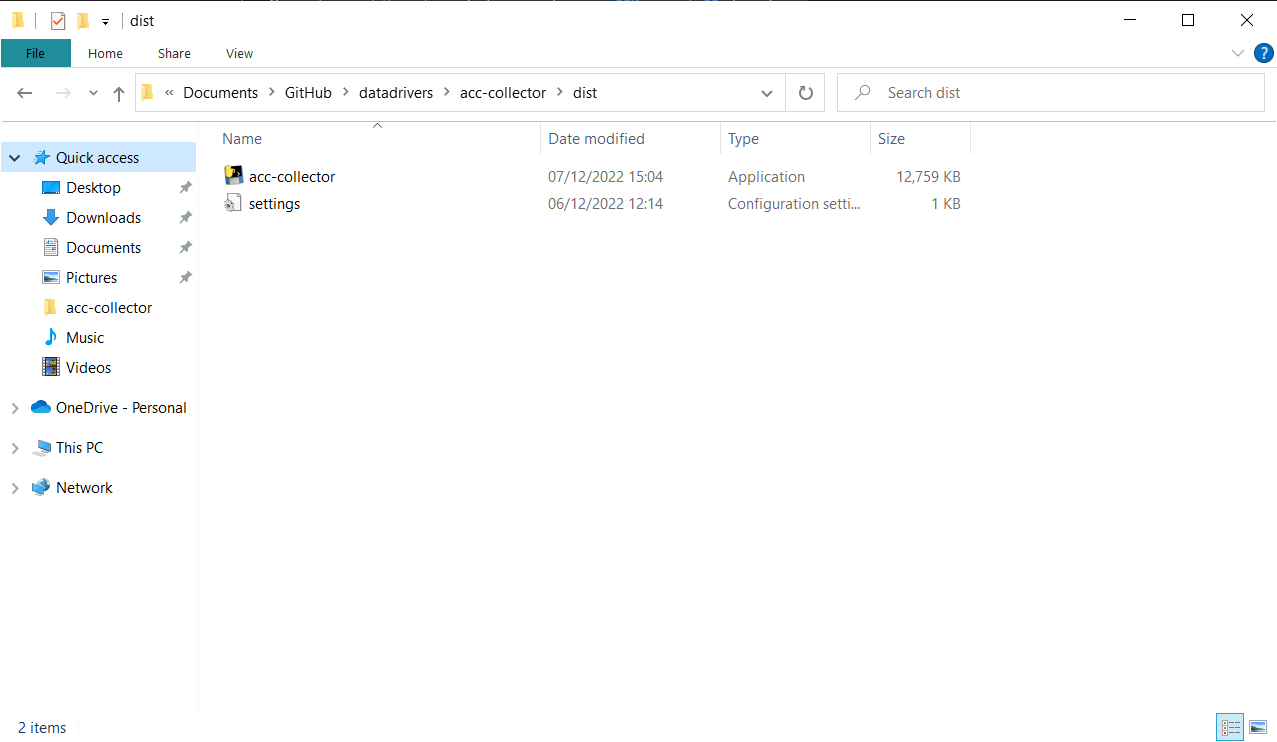 dist
File Home Share View ?
« Documents > GitHub > datadrivers > acc-collector > dist
Search dist
Name Date modified Type Size
Quick access
Desktop
Downloads
Documents
Pictures
acc-collector
Music
Videos
OneDrive - Personal
This PC
Network
acc-collector 07/12/2022 15:04 Application 12,759 KB
settings 06/12/2022 12:14 Configuration setti... 1 KB
2 items